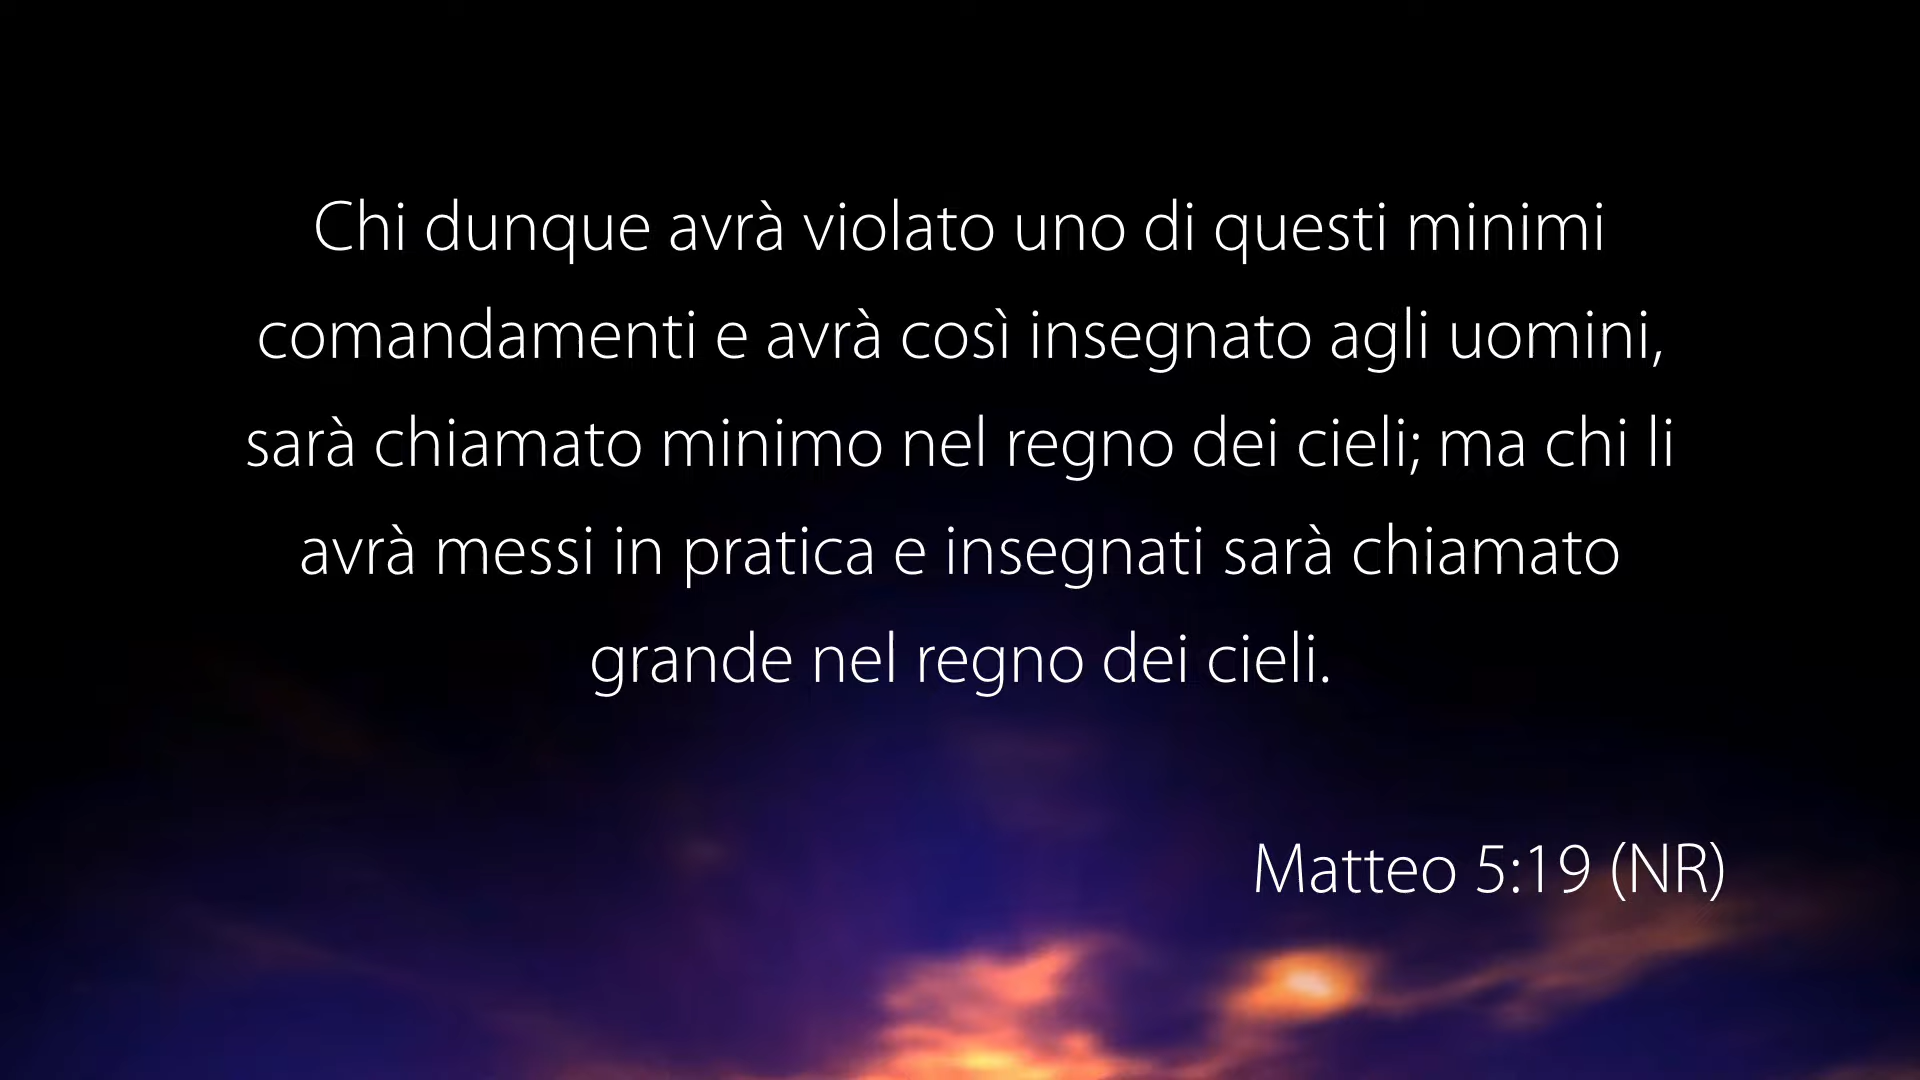 Chi dunque avrà violato uno di questi minimi
comandamenti e avrà così insegnato agli uomini,
sarà chiamato minimo nel regno dei cieli; ma chi li
avrà messi in pratica e insegnati sarà chiamato
grande nel regno dei cieli.
Matteo 5:19 (NR)